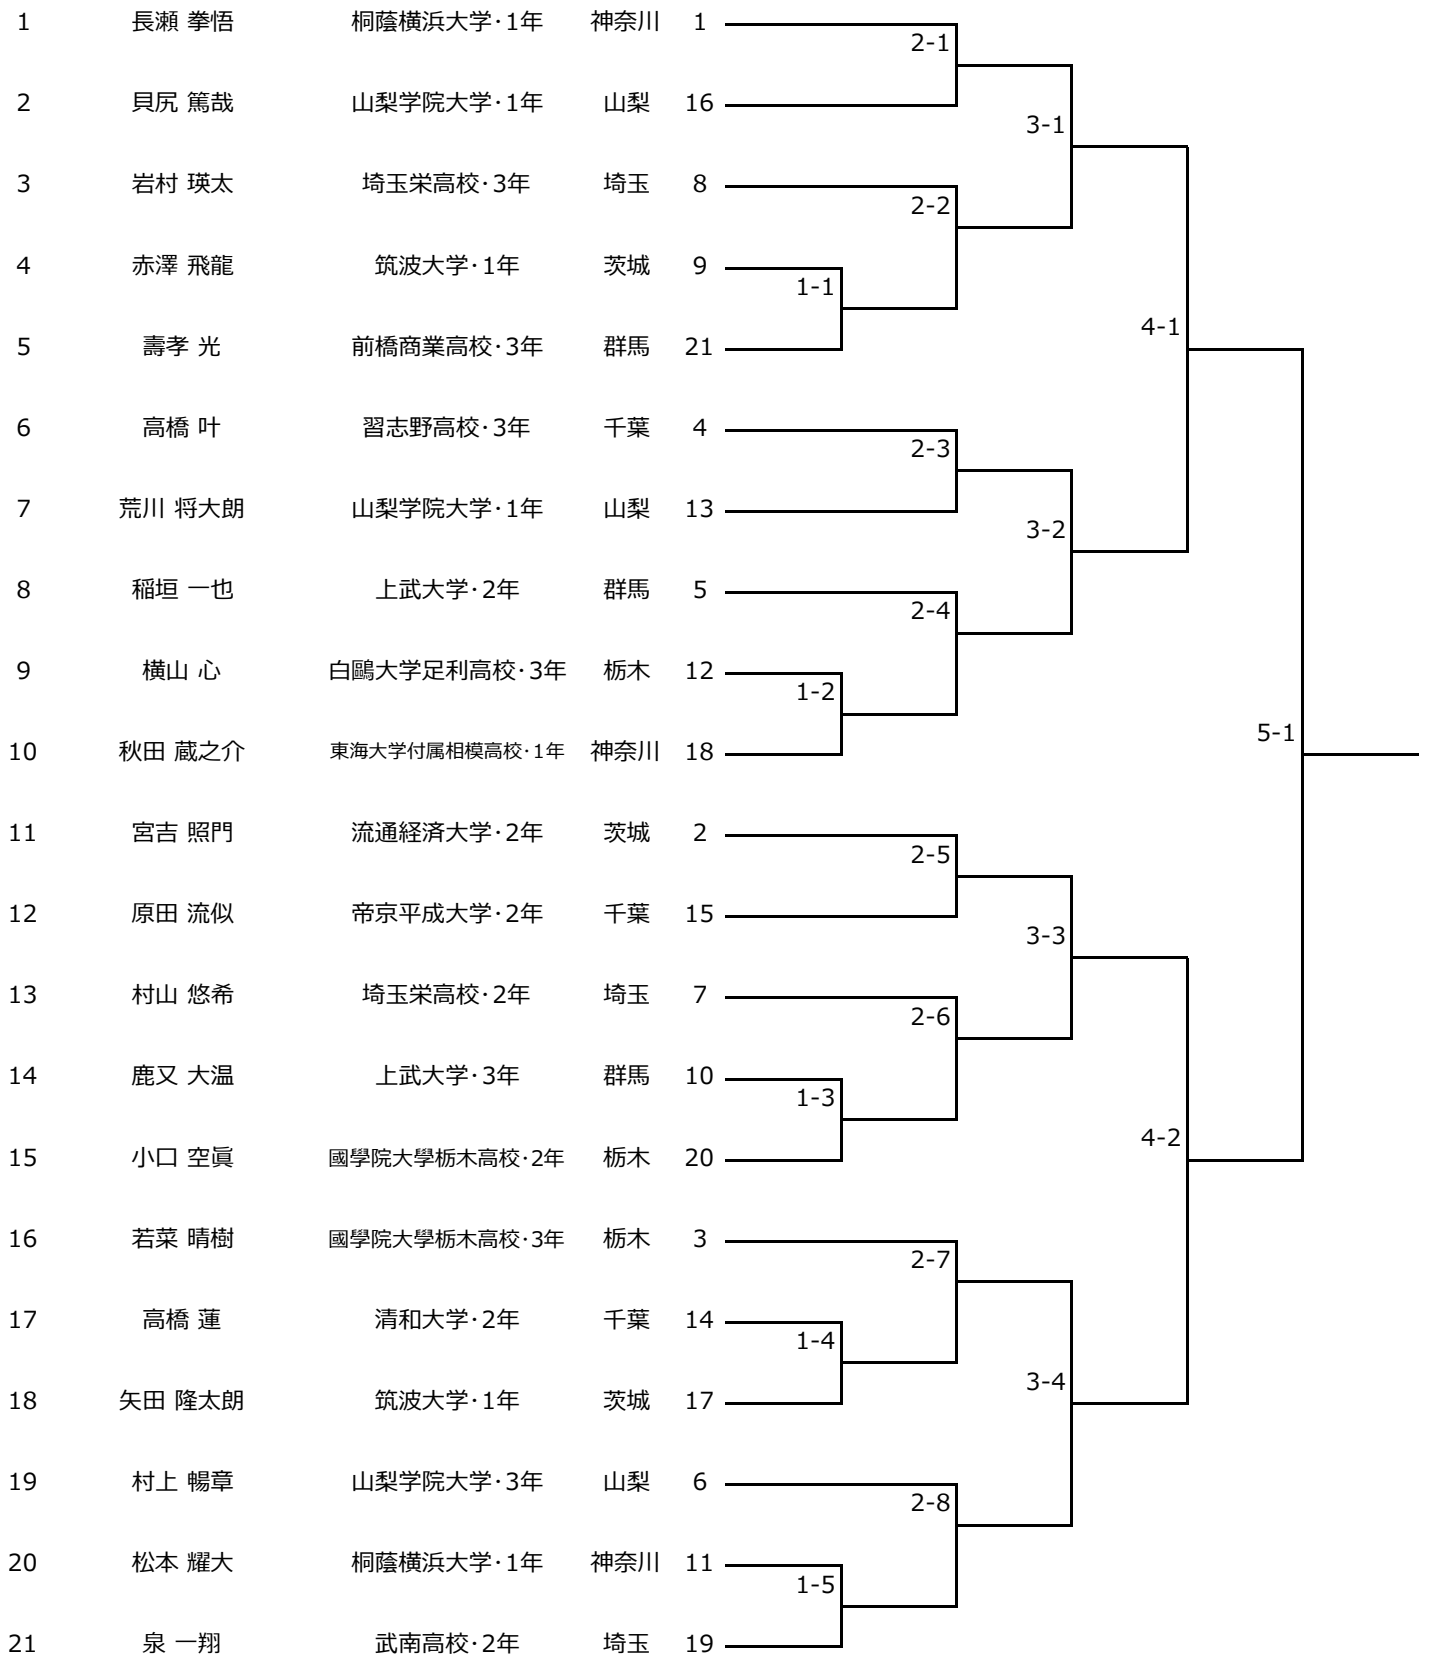 1 長瀬 拳悟 桐蔭横浜大学･1年 神奈川 1
2-1
2 貝尻 篤哉 山梨学院大学･1年 山梨 16
3-1
3 岩村 瑛太 埼玉栄高校･3年 埼玉 8
2-2
4 赤澤 飛龍 筑波大学･1年 茨城 9
1-1
4-1
5 壽孝 光 前橋商業高校･3年 群馬 21
6 高橋 叶 習志野高校･3年 千葉 4
2-3
7 荒川 将大朗 山梨学院大学･1年 山梨 13
3-2
8 稲垣 一也 上武大学･2年 群馬 5
2-4
9 横山 心 白鷗大学足利高校･3年 栃木 12
1-2
5-1
10 秋田 蔵之介 東海大学付属相模高校･1年 神奈川 18
11 宮吉 照門 流通経済大学･2年 茨城 2
2-5
12 原田 流似 帝京平成大学･2年 千葉 15
3-3
13 村山 悠希 埼玉栄高校･2年 埼玉 7
2-6
14 鹿又 大温 上武大学･3年 群馬 10
1-3
4-2
15 小口 空眞 國學院大學栃木高校･2年 栃木 20
16 若菜 晴樹 國學院大學栃木高校･3年 栃木 3
2-7
17 高橋 蓮 清和大学･2年 千葉 14
1-4
3-4
18 矢田 隆太朗 筑波大学･1年 茨城 17
19 村上 暢章 山梨学院大学･3年 山梨 6
2-8
20 松本 耀大 桐蔭横浜大学･1年 神奈川 11
1-5
21 泉 一翔 武南高校･2年 埼玉 19